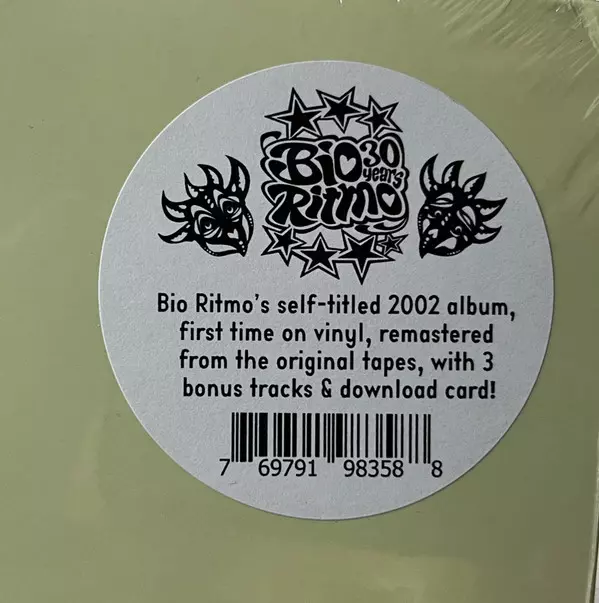 Bio 30
years
Ritmo
Bio Ritmo's self-titled 2002 album,
first time on vinyl, remastered
from the original tapes, with 3
bonus tracks & download card!
7 69791 98358 8